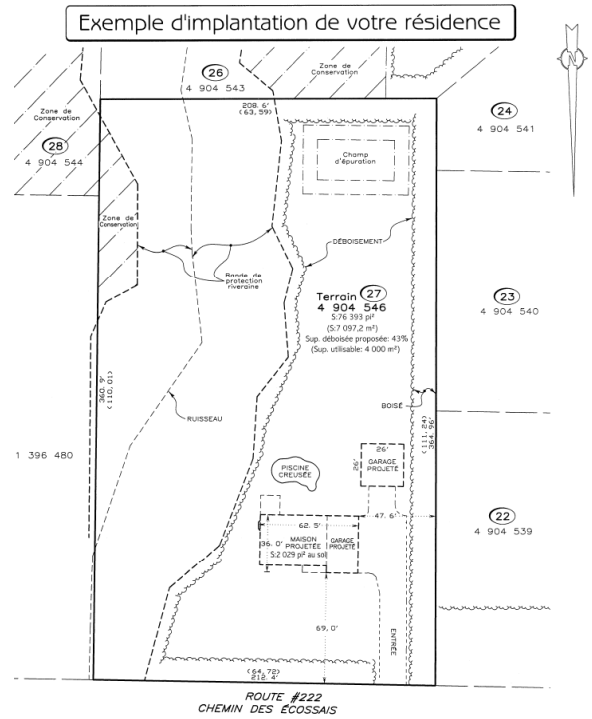 Exemple d'implantation de votre résidence
N
Zone de
Conservation
26
4 904 543
Zone de
Conservation
208.6'
(63,59)
24
4 904 541
Zone de
Conservation
28
4 904 544
Champ
d'épuration
Zone de
Conservation
DÉBOISEMENT
Bande de
protection
riveraine
Terrain 27
4 904 546
S:76 393 pi²
(S:7 097,2 m²)
Sup. déboisée proposée: 43%
(Sup. utilisable: 4 000 m²)
23
4 904 540
360.9'
(110,01)
RUISSEAU
BOISÉ
(111,24)
364.96'
1 396 480
26'
26'
GARAGE
PROJETÉ
PISCINE
CREUSÉE
22
4 904 539
47.6'
62.5'
36.0'
MAISON
PROJETÉE
S:2 029 pi² au sol
GARAGE
PROJETÉ
69,0'
ENTRÉE
(64,72)
212.4'
ROUTE #222
CHEMIN DES ÉCOSSAIS